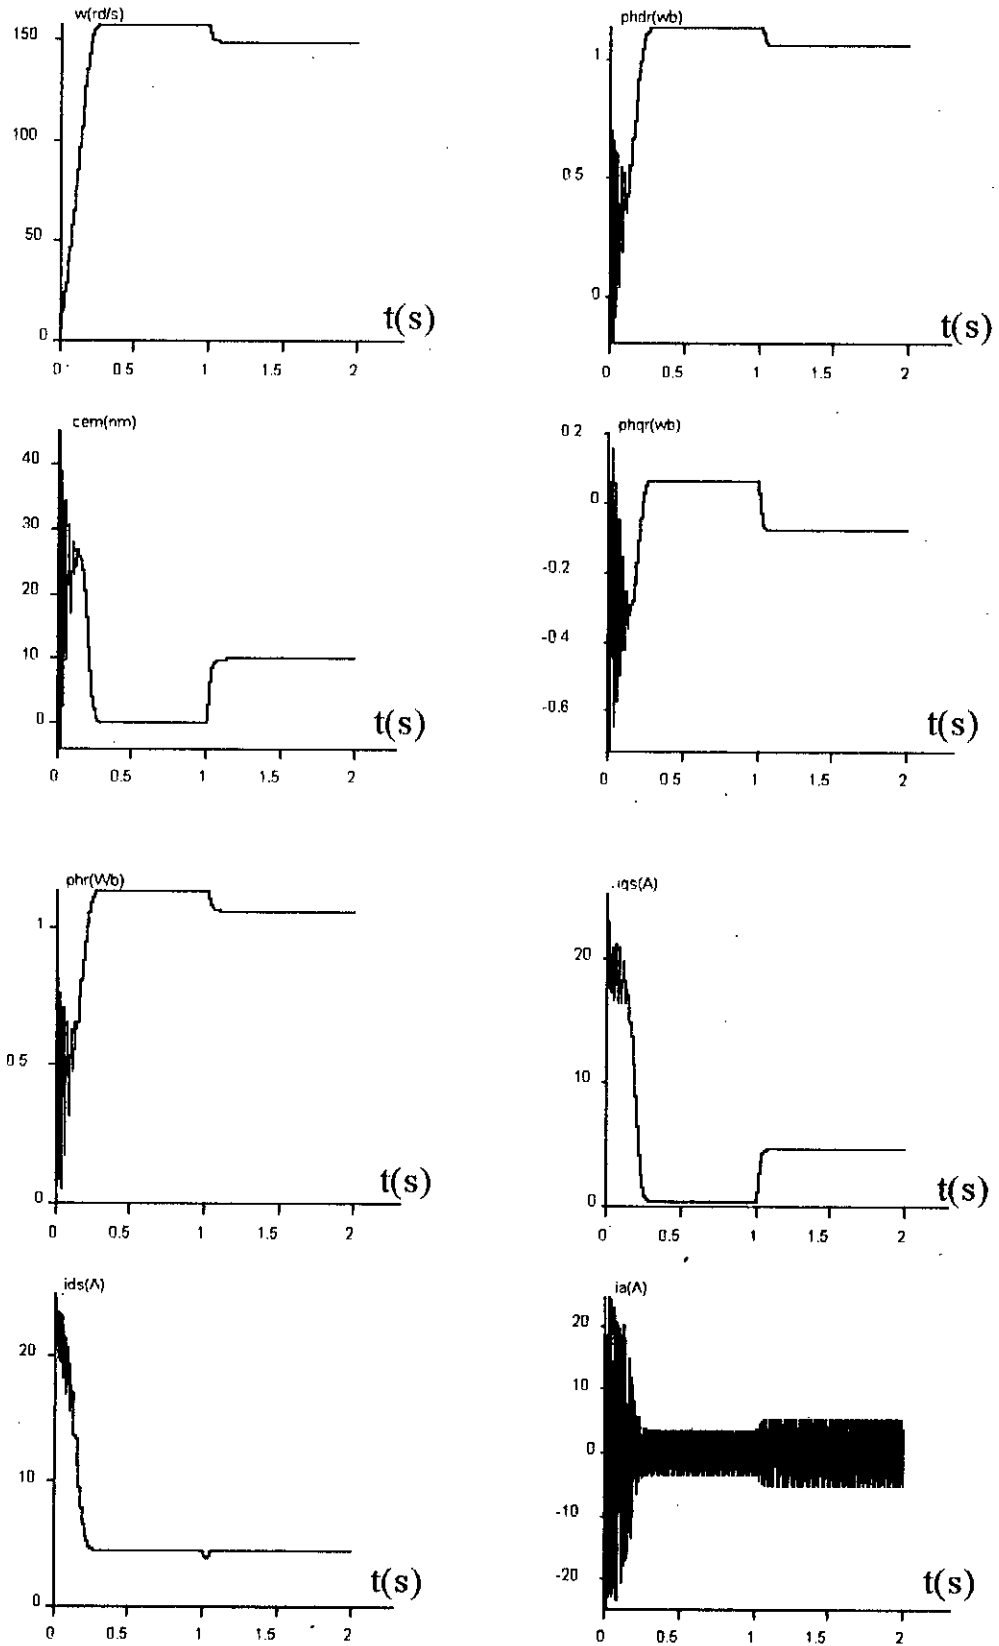 w(rd/s)
150
100
50
0
t(s)
0 0.5 1 1.5 2
phdr(wb)
1
0.5
0
t(s)
0 0.5 1 1.5 2
cem(nm)
40
30
20
10
0
t(s)
0 0.5 1 1.5 2
phqr(wb)
0.2
0
-0.2
-0.4
-0.6
t(s)
0 0.5 1 1.5 2
phr(Wb)
1
0.5
0
t(s)
0 0.5 1 1.5 2
iqs(A)
20
10
0
t(s)
0 0.5 1 1.5 2
ids(A)
20
10
0
t(s)
0 0.5 1 1.5 2
ia(A)
20
10
0
-10
-20
t(s)
0 0.5 1 1.5 2